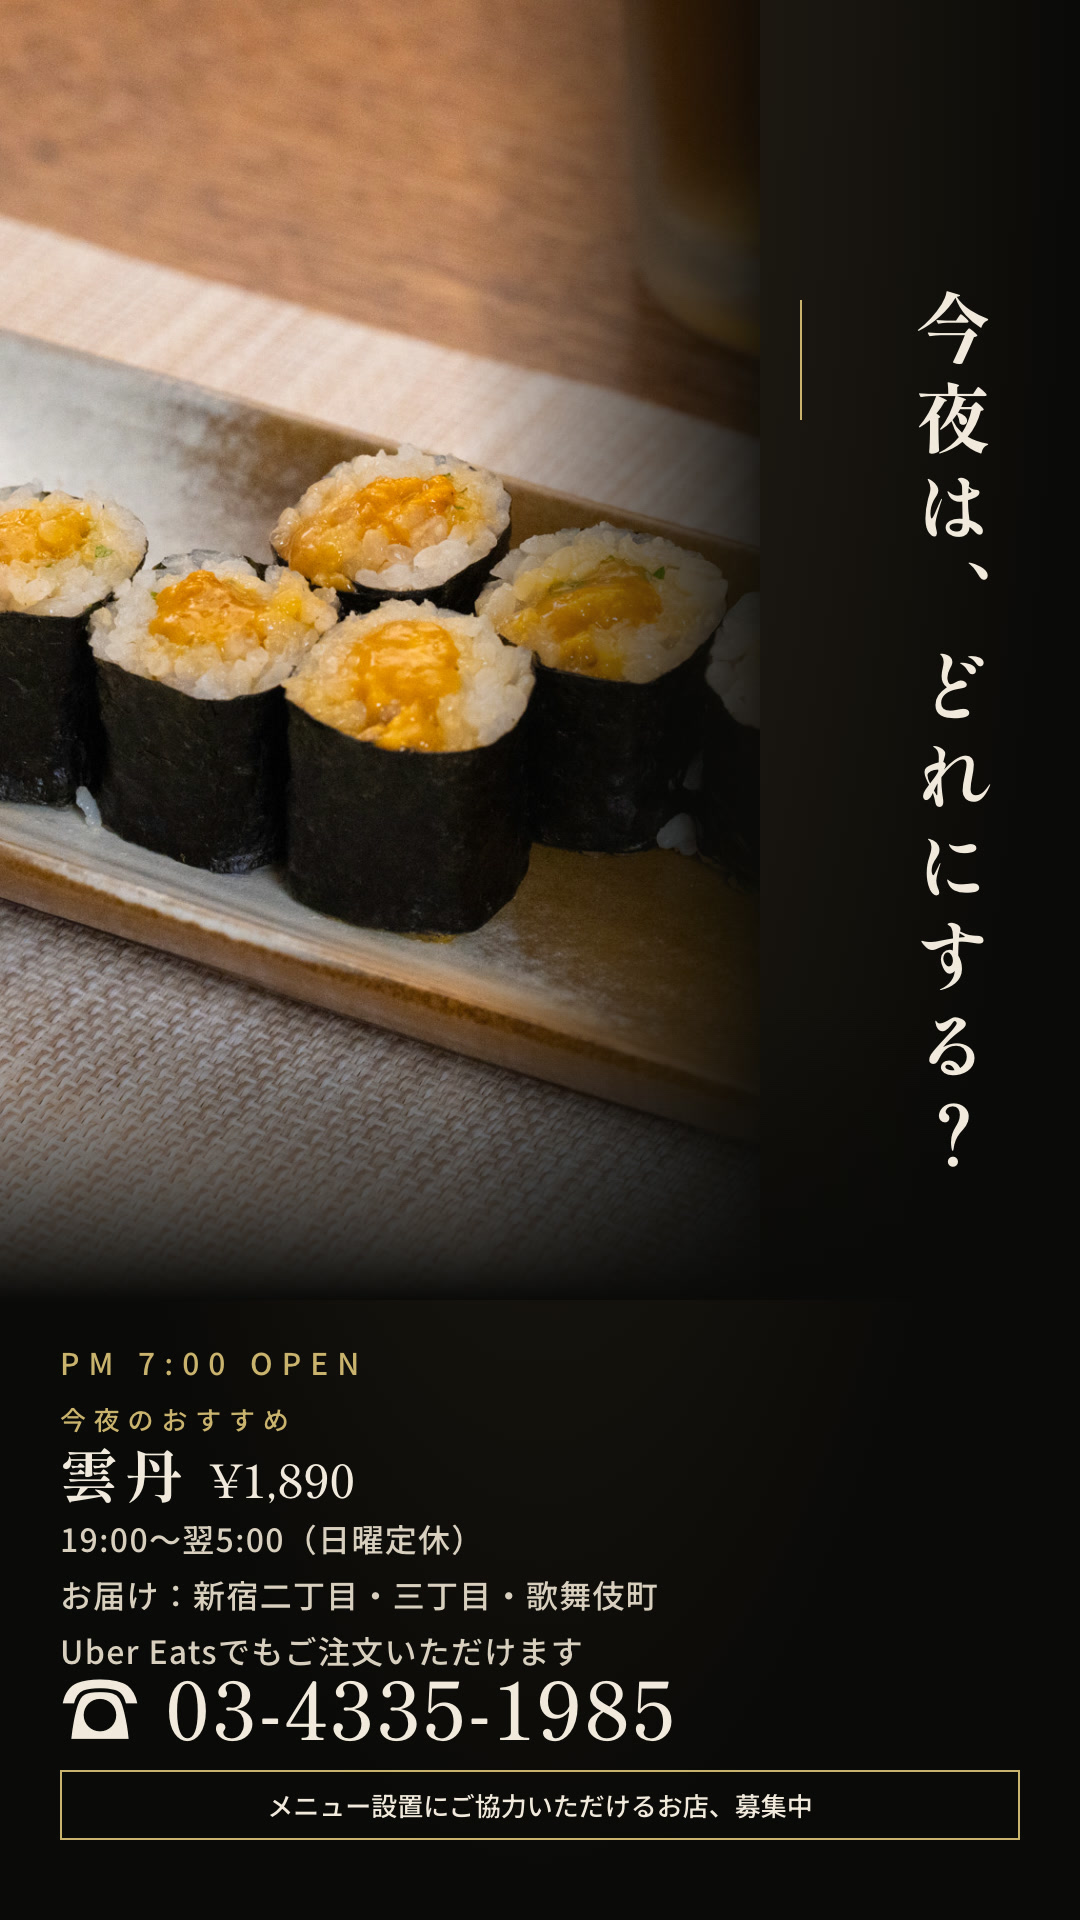 今夜は、どれにする？
PM 7:00 OPEN
今夜のおすすめ
雲丹 ¥1,890
19:00〜翌5:00（日曜定休）
お届け：新宿二丁目・三丁目・歌舞伎町
Uber Eatsでもご注文いただけます
☎ 03-4335-1985
メニュー設置にご協力いただけるお店、募集中